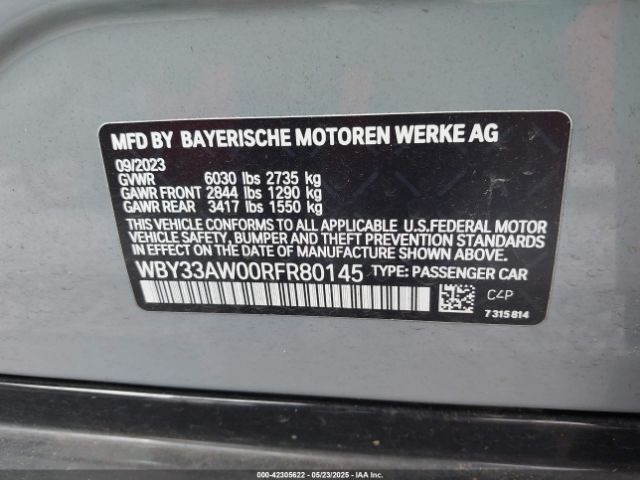 MFD BY BAYERISCHE MOTOREN WERKE AG
09/2023
GVWR 6030 lbs 2735 kg
GAWR FRONT 2844 lbs 1290 kg
GAWR REAR 3417 lbs 1550 kg
THIS VEHICLE CONFORMS TO ALL APPLICABLE U.S.FEDERAL MOTOR
VEHICLE SAFETY, BUMPER AND THEFT PREVENTION STANDARDS
IN EFFECT ON THE DATE OF MANUFACTURE SHOWN ABOVE.
WBY33AW00RFR80145 TYPE: PASSENGER CAR
C4P
7 315 814
000-42305622 05/23/2025 IAAI, Inc.